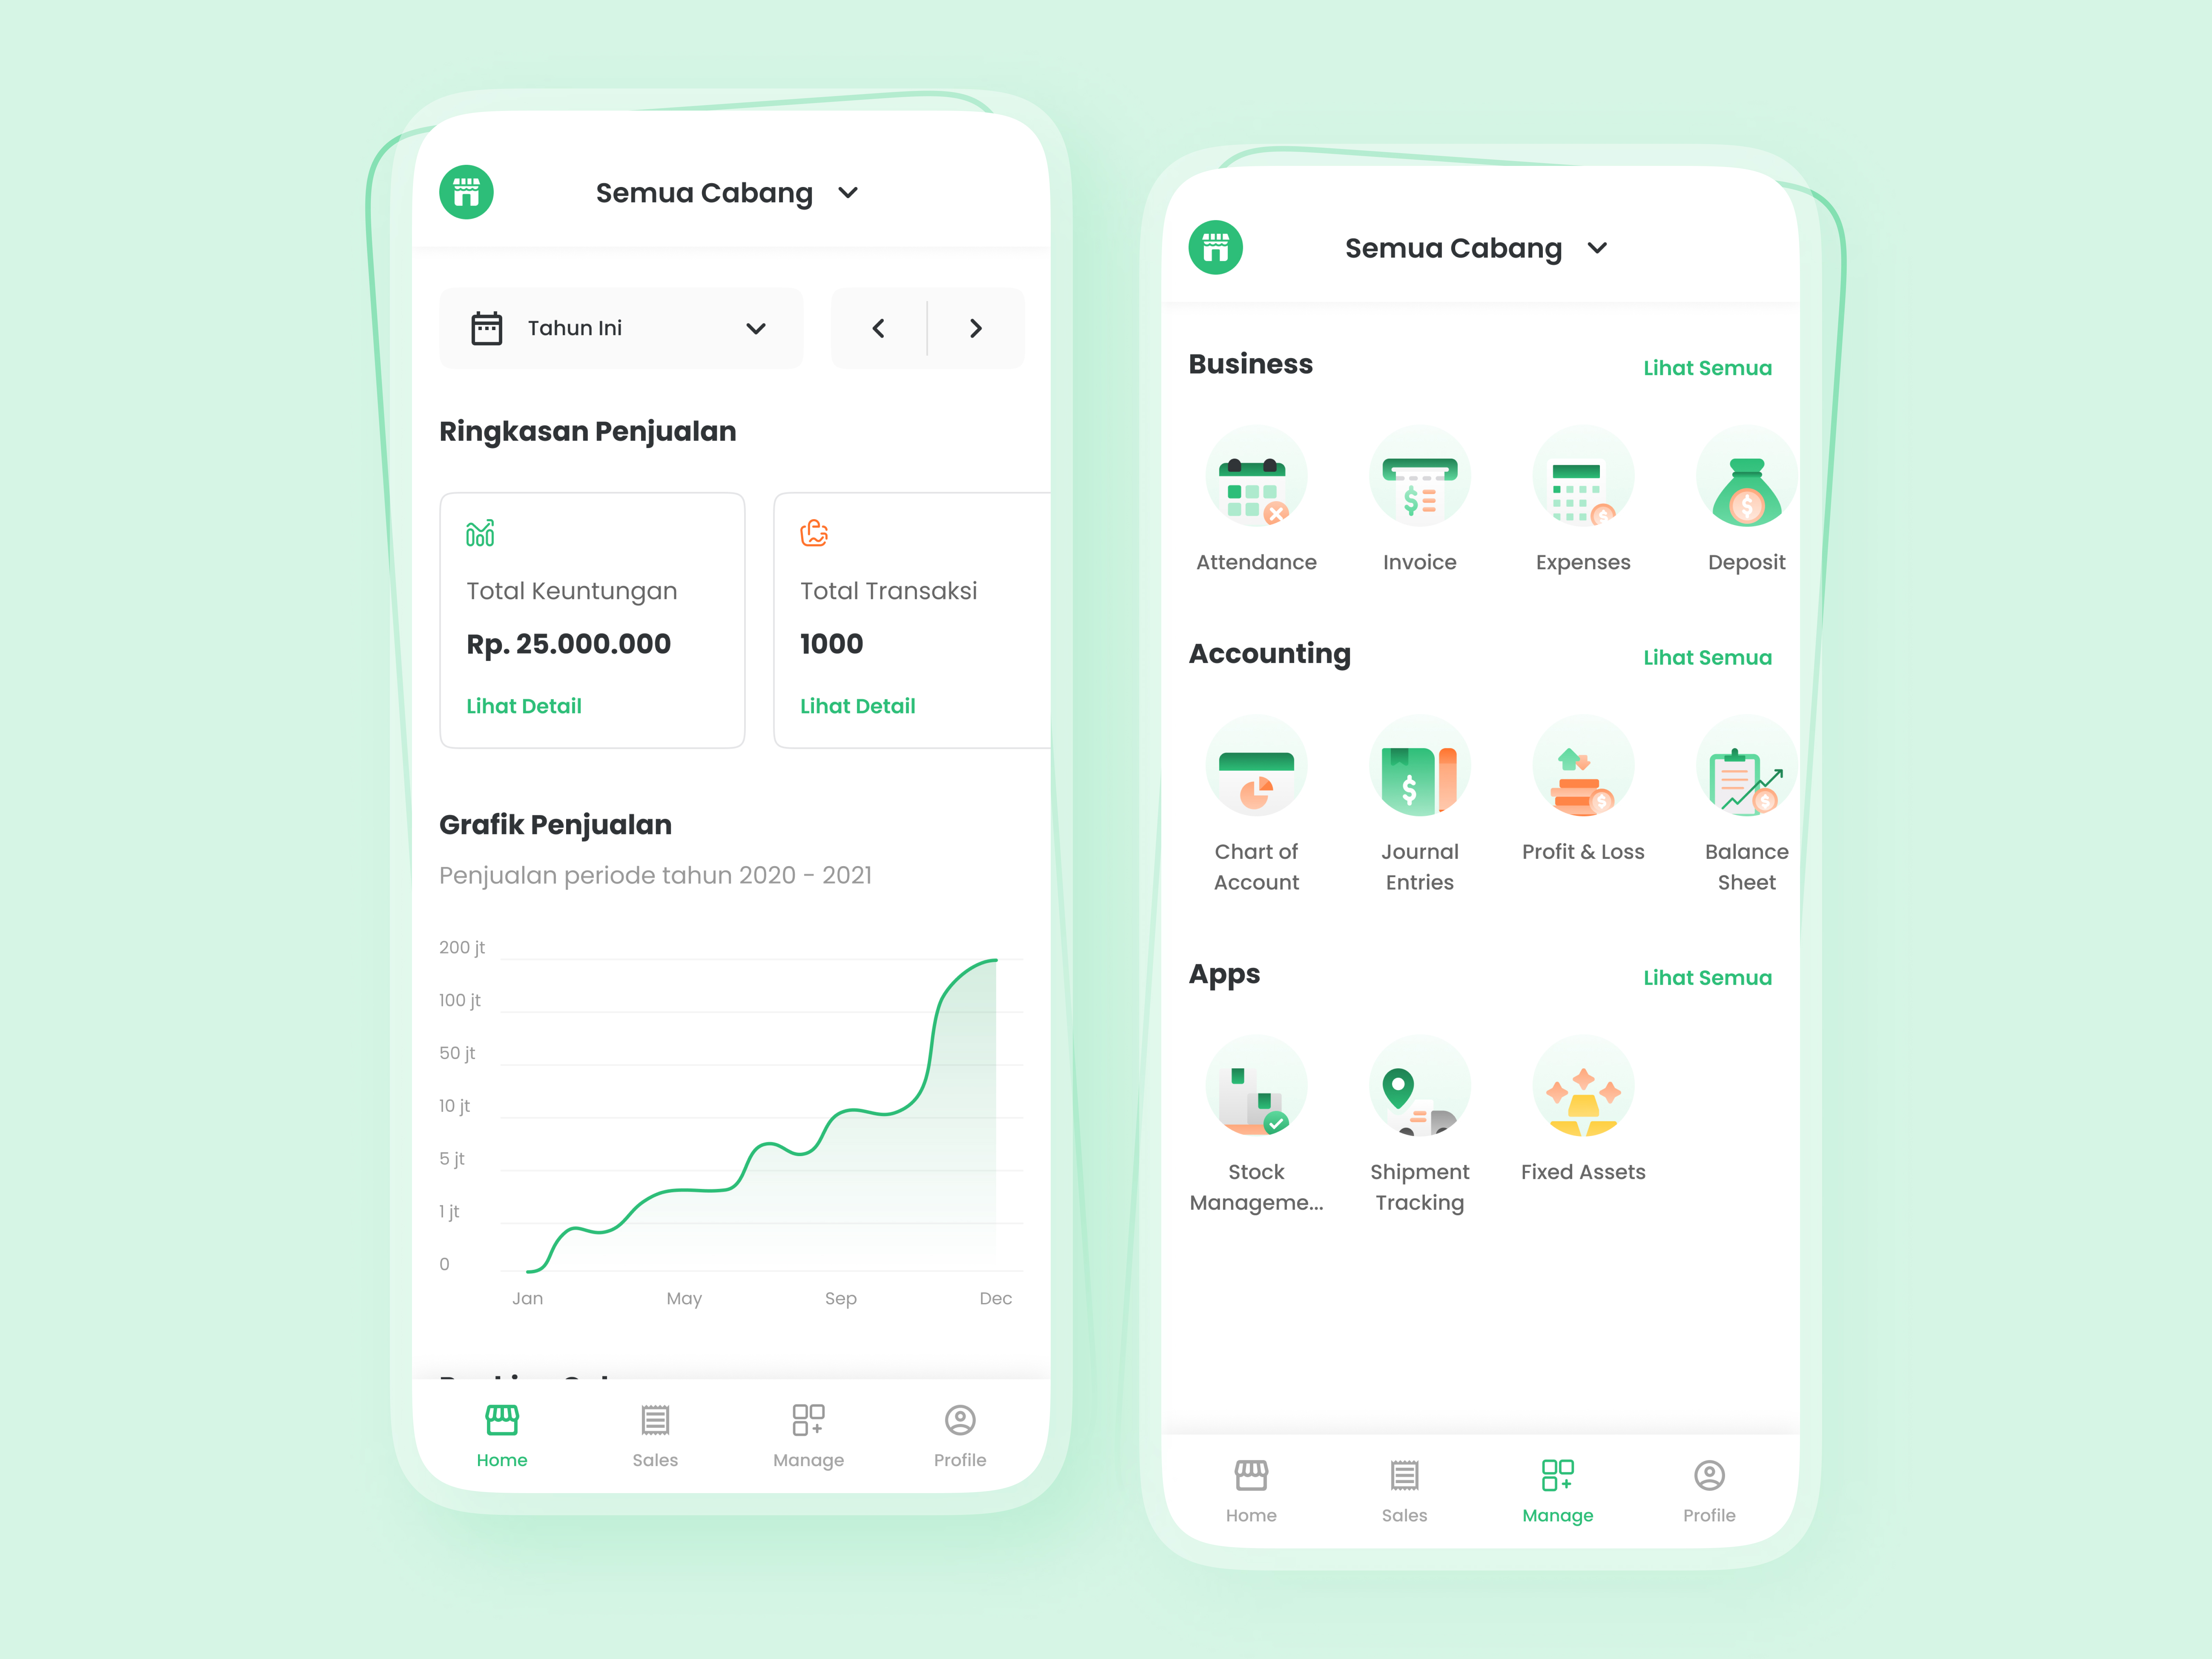 Semua Cabang
Tahun Ini
Ringkasan Penjualan
Total Keuntungan
Rp. 25.000.000
Lihat Detail
Total Transaksi
1000
Lihat Detail
Grafik Penjualan
Penjualan periode tahun 2020 - 2021
200 jt
100 jt
50 jt
10 jt
5 jt
1 jt
0
Jan May Sep Dec
Home Sales Manage Profile
Semua Cabang
Business Lihat Semua
Attendance Invoice Expenses Deposit
Accounting Lihat Semua
Chart of Account
Journal Entries
Profit & Loss
Balance Sheet
Apps Lihat Semua
Stock Manageme...
Shipment Tracking
Fixed Assets
Home Sales Manage Profile